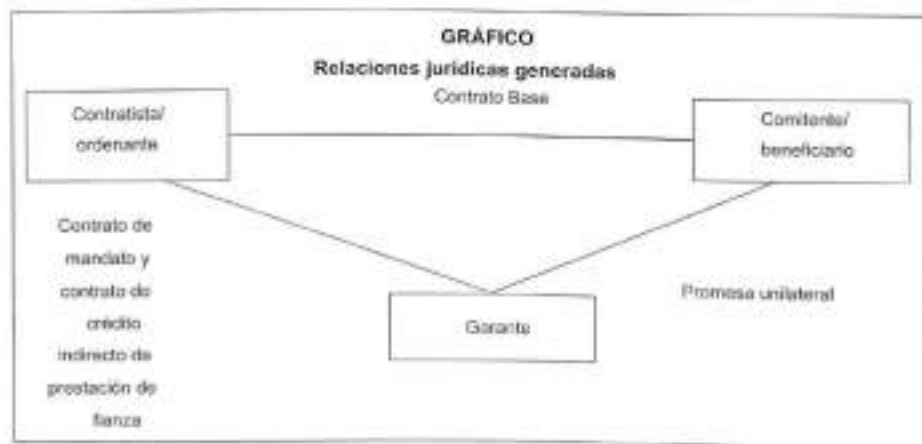 GRÁFICO
Relaciones jurídicas generadas
Contrato Base
Contratista/
ordenante
Comitente/
beneficiario
Contrato de
mandato y
contrato de
crédito
indirecto de
prestación de
fianza
Promesa unilateral
Garante